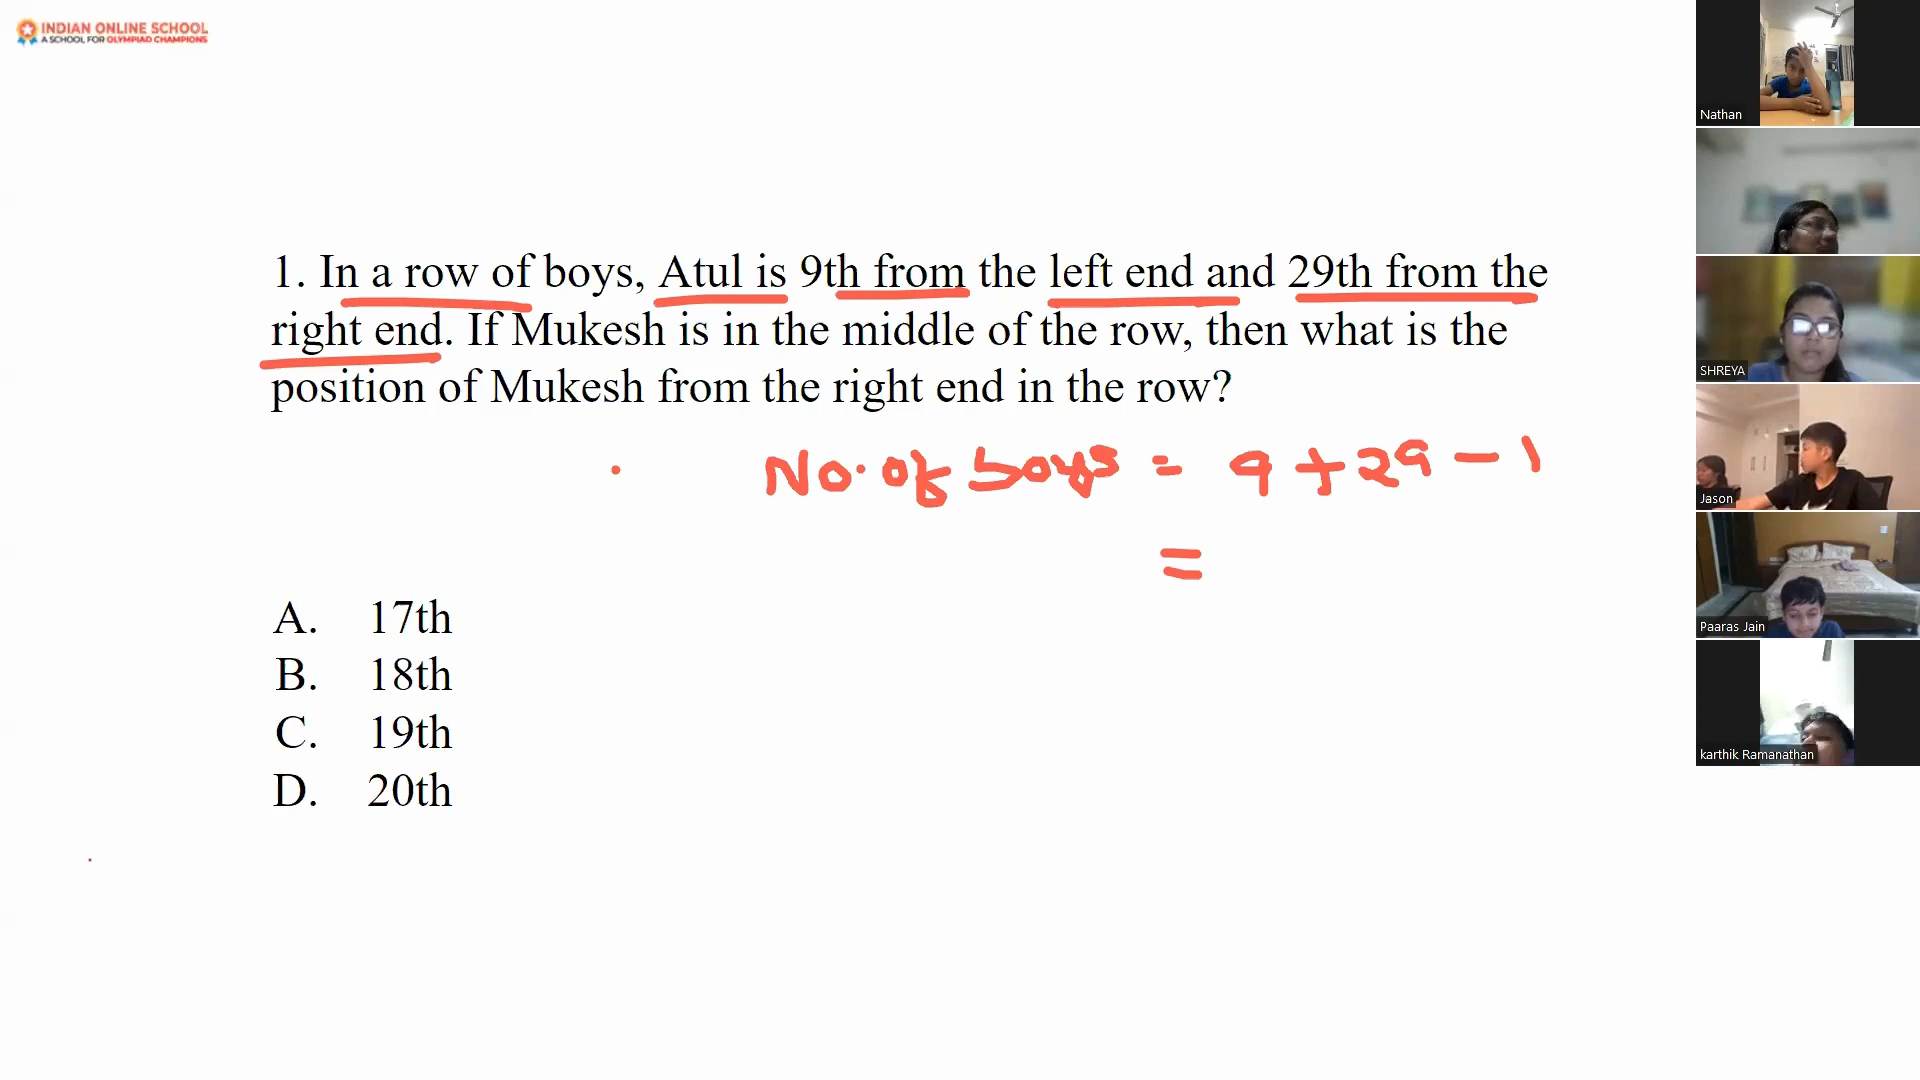 INDIAN ONLINE SCHOOL
A SCHOOL FOR OLYMPIAD CHAMPIONS
1. In a row of boys, Atul is 9th from the left end and 29th from the
right end. If Mukesh is in the middle of the row, then what is the
position of Mukesh from the right end in the row?
No. of boys = 9 + 29 - 1
=
A. 17th
B. 18th
C. 19th
D. 20th
Nathan
SHREYA
Jason
Paaras Jain
karthik Ramanathan